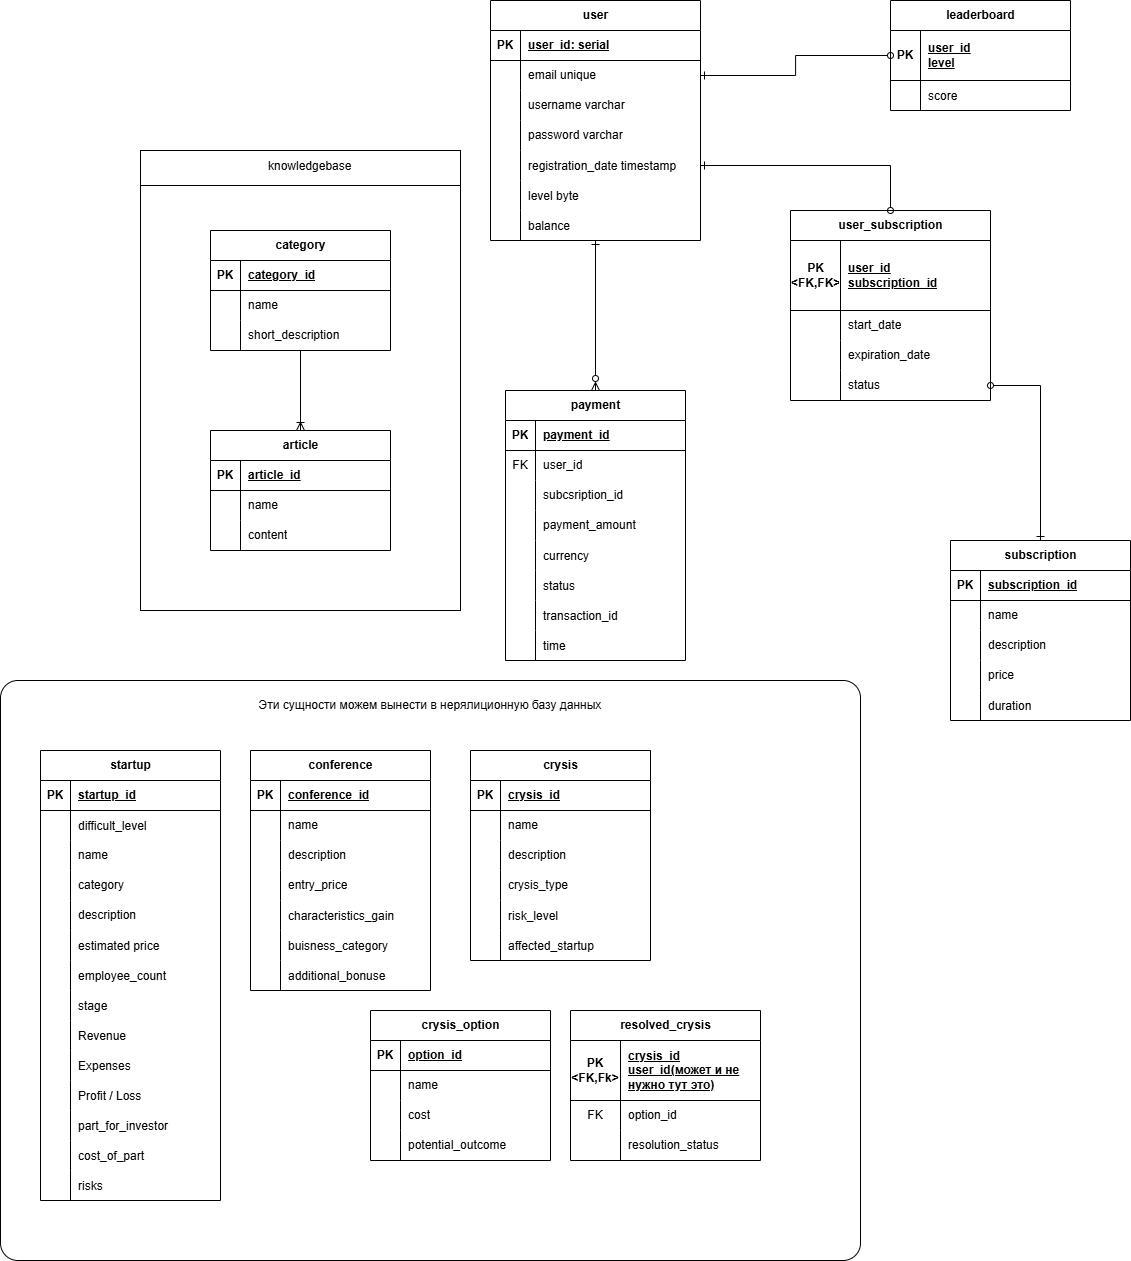 user
PK user_id: serial
email unique
username varchar
password varchar
registration_date timestamp
level byte
balance
leaderboard
PK
user_id
level
score
knowledgebase
category
PK category_id
name
short_description
article
PK article_id
name
content
user_subscription
PK
<FK,FK>
user_id
subscription_id
start_date
expiration_date
status
payment
PK payment_id
FK user_id
subcsription_id
payment_amount
currency
status
transaction_id
time
subscription
PK subscription_id
name
description
price
duration
Эти сущности можем вынести в нерялиционную базу данных
startup
PK startup_id
difficult_level
name
category
description
estimated price
employee_count
stage
Revenue
Expenses
Profit / Loss
part_for_investor
cost_of_part
risks
conference
PK conference_id
name
description
entry_price
characteristics_gain
buisness_category
additional_bonuse
crysis
PK crysis_id
name
description
crysis_type
risk_level
affected_startup
crysis_option
PK option_id
name
cost
potential_outcome
resolved_crysis
PK
<FK,Fk>
crysis_id
user_id(может и не
нужно тут это)
FK option_id
resolution_status